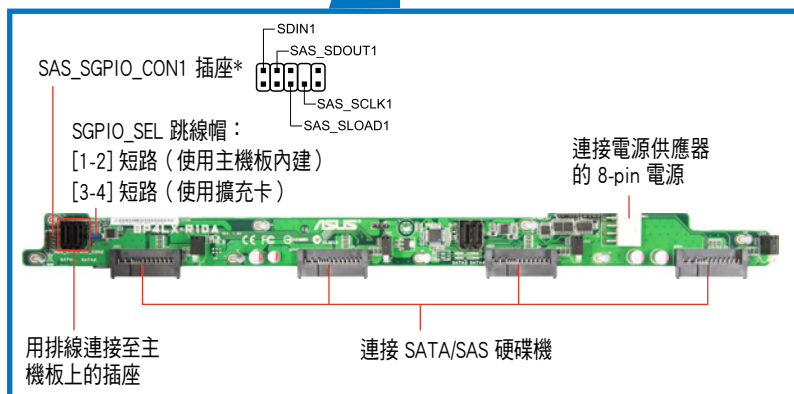 SDIN1
SAS_SDOUT1
SAS_SGPIO_CON1 插座*
SAS_SCLK1
SAS_SLOAD1
SGPIO_SEL 跳線帽：
[1-2] 短路（使用主機板內建）
[3-4] 短路（使用擴充卡）
連接電源供應器
的 8-pin 電源
BP4LX-R10A
ASUS
CE FC
用排線連接至主
機板上的插座
連接 SATA/SAS 硬碟機